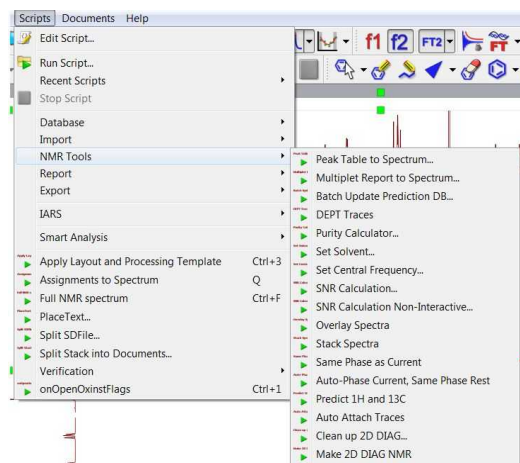 Scripts Documents Help
Edit Script...
f1 f2 FT2 FT
Run Script...
Recent Scripts
Stop Script
Database
Import
NMR Tools
Report
Export
IARS
Smart Analysis
Apply Layout and Processing Template Ctrl+3
Assignments to Spectrum Q
Full NMR spectrum Ctrl+F
PlaceText...
Split SDFile...
Split Stack into Documents...
Verification
onOpenOxinstFlags Ctrl+1
Peak Table to Spectrum...
Multiplet Report to Spectrum...
Batch Update Prediction DB...
DEPT Traces
Purity Calculator...
Set Solvent...
Set Central Frequency...
SNR Calculation...
SNR Calculation Non-Interactive...
Overlay Spectra
Stack Spectra
Same Phase as Current
Auto-Phase Current, Same Phase Rest
Predict 1H and 13C
Auto Attach Traces
Clean up 2D DIAG...
Make 2D DIAG NMR